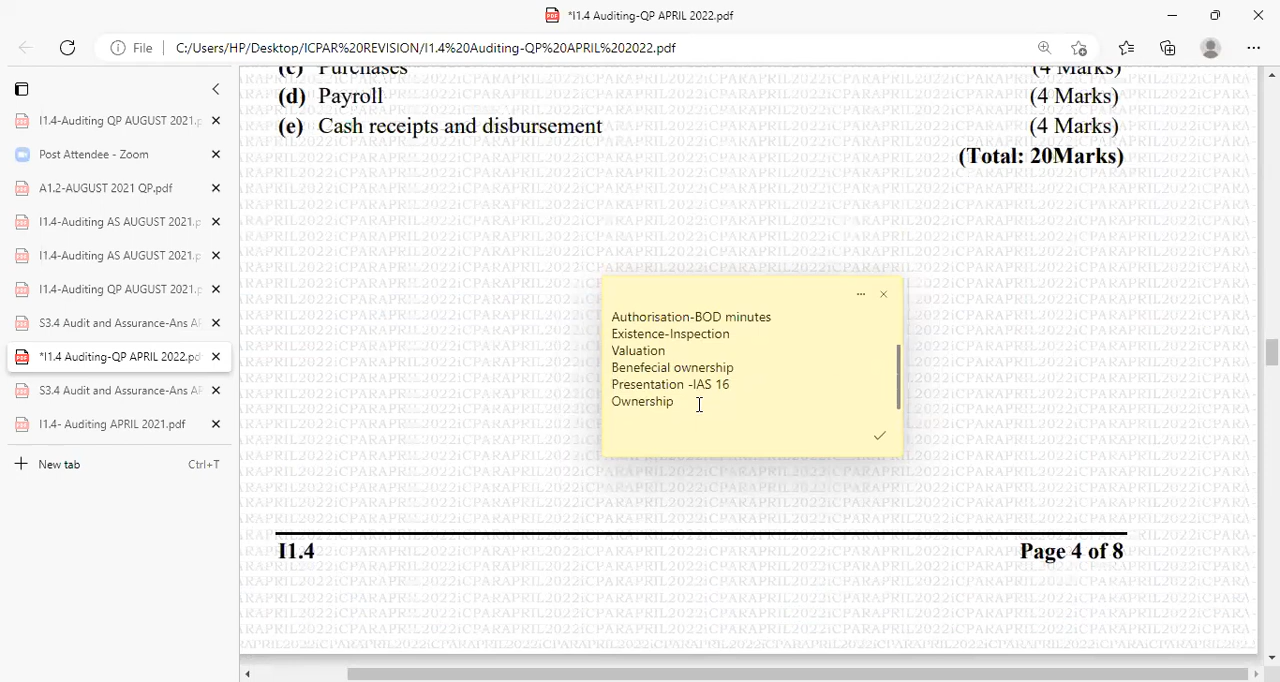 *I1.4 Auditing-QP APRIL 2022.pdf
File
C:/Users/HP/Desktop/ICPAR%20REVISION/I1.4%20Auditing-QP%20APRIL%202022.pdf
I1.4-Auditing QP AUGUST 2021.p
Post Attendee - Zoom
A1.2-AUGUST 2021 QP.pdf
I1.4-Auditing AS AUGUST 2021.p
I1.4-Auditing AS AUGUST 2021.p
I1.4-Auditing QP AUGUST 2021.p
S3.4 Audit and Assurance-Ans AP
*I1.4 Auditing-QP APRIL 2022.pd
S3.4 Audit and Assurance-Ans AP
I1.4- Auditing APRIL 2021.pdf
New tab Ctrl+T
(c) Purchases (4 Marks)
(d) Payroll (4 Marks)
(e) Cash receipts and disbursement (4 Marks)
(Total: 20Marks)
Authorisation-BOD minutes
Existence-Inspection
Valuation
Benefecial ownership
Presentation -IAS 16
Ownership
I1.4 Page 4 of 8